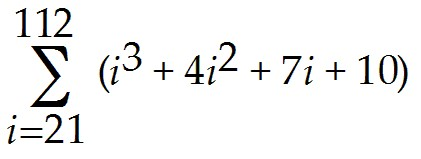 112
∑ (i³ + 4i² + 7i + 10)
i=21